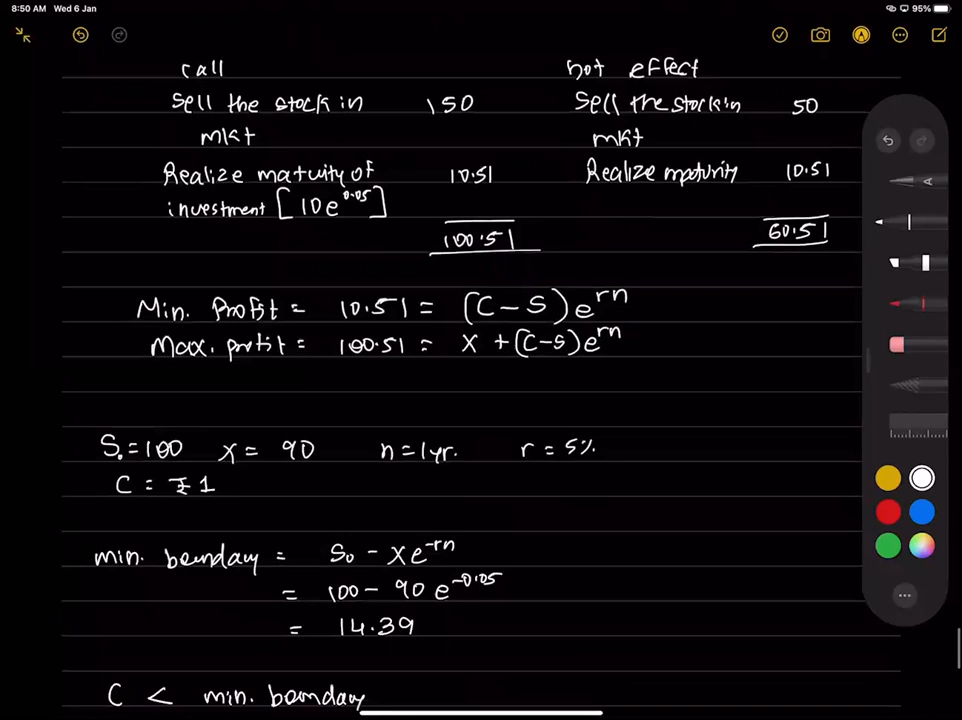 8:50 AM Wed 6 Jan 95%
call not effect
Sell the stock in 150 Sell the stock in 50
mkt mkt
Realize maturity of 10.51 Realize maturity 10.51
investment [10e^0.05]
100.51 60.51
Min. Profit = 10.51 = (C - S) e^rn
Max. profit = 100.51 = X + (C-S) e^rn
S₀ = 100 X = 90 n = 1 yr. r = 5%
C = ₹1
min. boundary = S₀ - Xe^-rn
= 100 - 90 e^-0.05
= 14.39
C < min. boundary